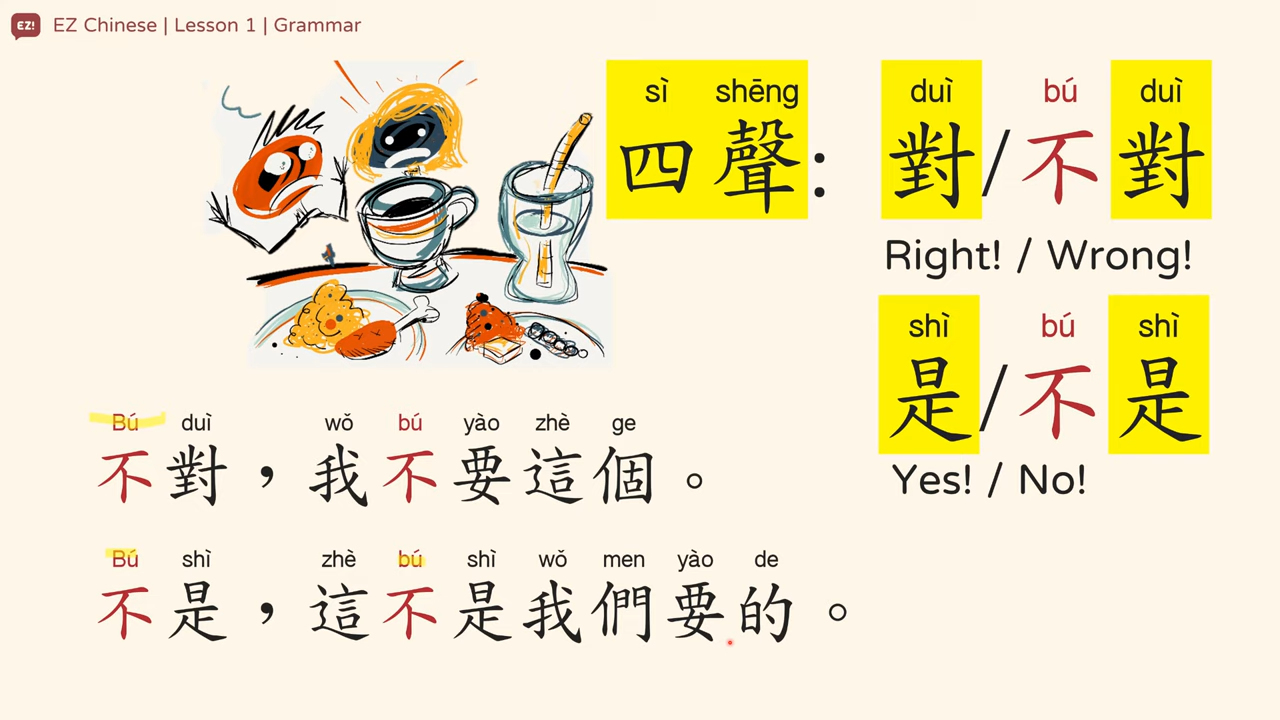 EZ! EZ Chinese | Lesson 1 | Grammar
sì shēng duì bú duì
四聲: 對/不對
Right! / Wrong!
shì bú shì
是/不是
Yes! / No!
Bú duì wǒ bú yào zhè ge
不對，我不要這個。
Bú shì zhè bú shì wǒ men yào de
不是，這不是我們要的。